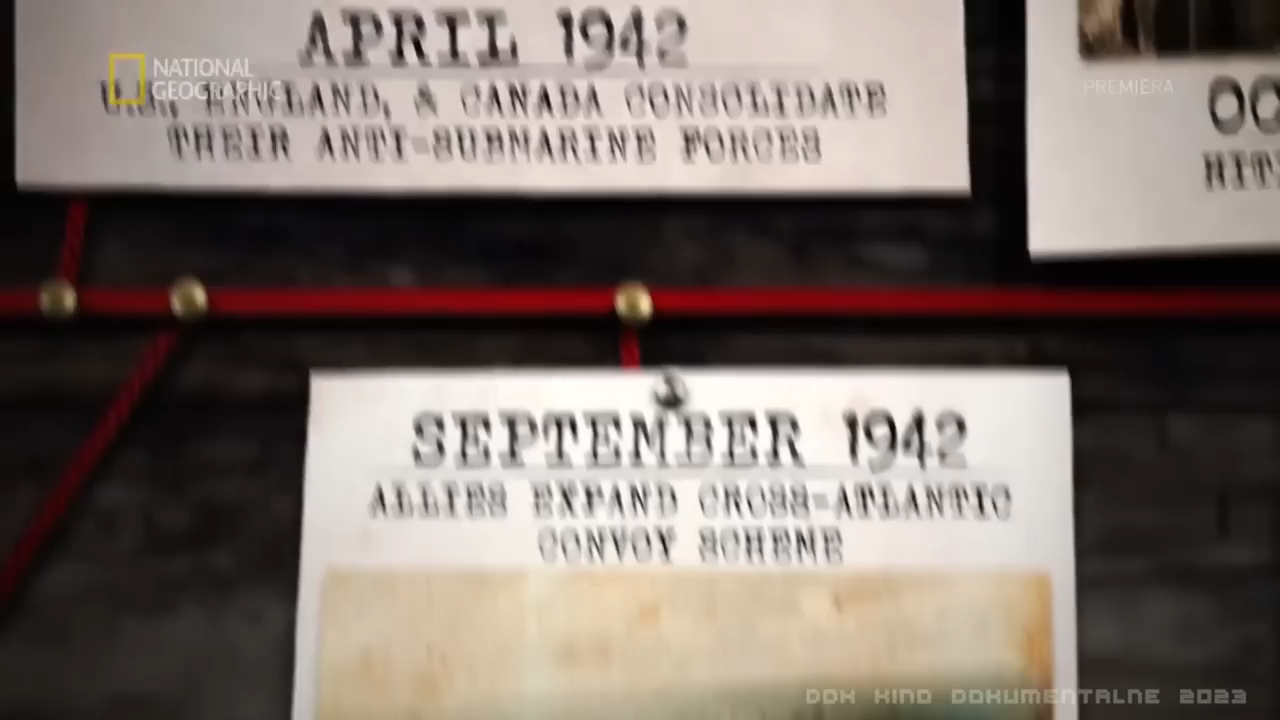 APRIL 1942
U.S., ENGLAND, & CANADA CONSOLIDATE
THEIR ANTI-SUBMARINE FORCES
NATIONAL
GEOGRAPHIC
PREMIERA
SEPTEMBER 1942
ALLIES EXPAND CROSS-ATLANTIC
CONVOY SCHEME
DDK KINO DOKUMENTALNE 2023